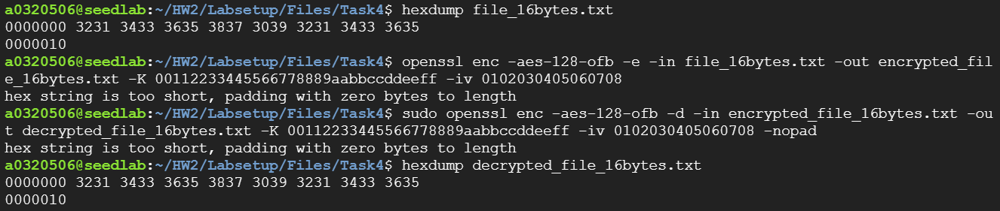 a0320506@seedlab:~/HW2/Labsetup/Files/Task4$ hexdump file_16bytes.txt
0000000 3231 3433 3635 3837 3039 3231 3433 3635
0000010
a0320506@seedlab:~/HW2/Labsetup/Files/Task4$ openssl enc -aes-128-ofb -e -in file_16bytes.txt -out encrypted_fil
e_16bytes.txt -K 00112233445566778889aabbccddeeff -iv 0102030405060708
hex string is too short, padding with zero bytes to length
a0320506@seedlab:~/HW2/Labsetup/Files/Task4$ sudo openssl enc -aes-128-ofb -d -in encrypted_file_16bytes.txt -ou
t decrypted_file_16bytes.txt -K 00112233445566778889aabbccddeeff -iv 0102030405060708 -nopad
hex string is too short, padding with zero bytes to length
a0320506@seedlab:~/HW2/Labsetup/Files/Task4$ hexdump decrypted_file_16bytes.txt
0000000 3231 3433 3635 3837 3039 3231 3433 3635
0000010